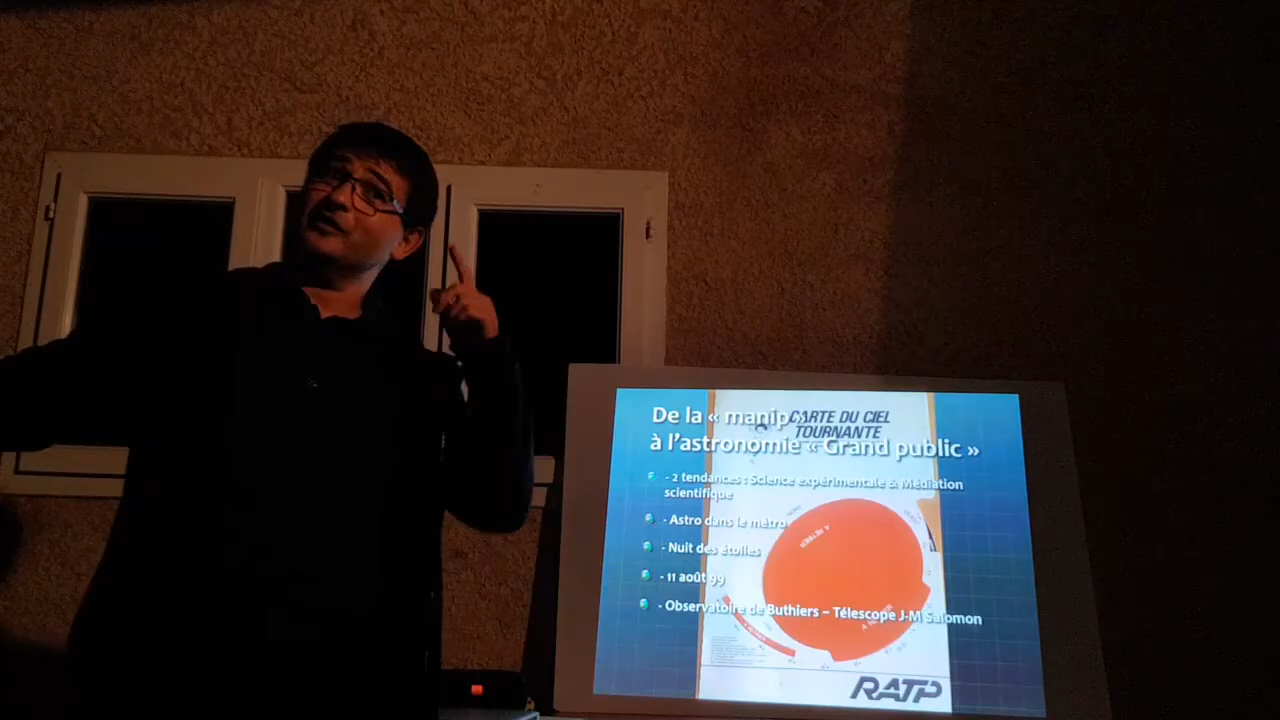 De la « manip »
à l'astronomie « Grand public »
CARTE DU CIEL
TOURNANTE
- 2 tendances : Science expérimentale & Médiation
scientifique
- Astro dans le métro
- Nuit des étoiles
- 11 août 99
- Observatoire de Buthiers – Télescope J-M Salomon
RATP